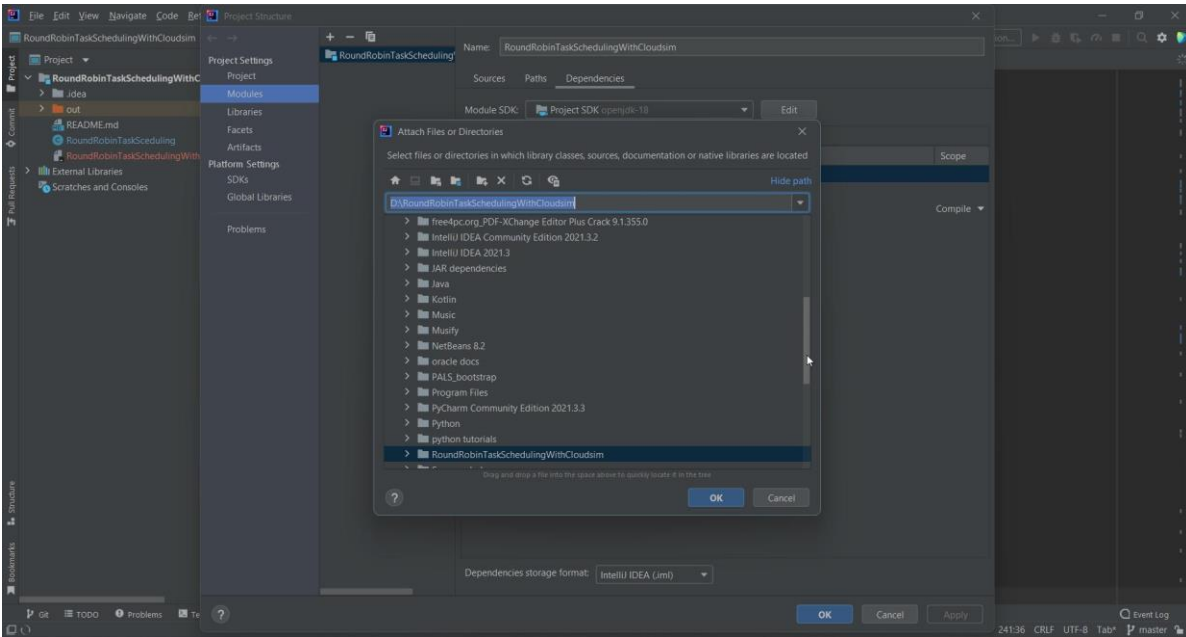 File Edit View Navigate Code
Project Structure
RoundRobinTaskSchedulingWithCloudsim
Project
RoundRobinTaskSchedulingWithC
.idea
out
README.md
RoundRobinTaskSceduling
RoundRobinTaskSchedulingWith
External Libraries
Scratches and Consoles
Project
Commit
Pull Requests
Structure
Bookmarks
Project Settings
Project
Modules
Libraries
Facets
Artifacts
Platform Settings
SDKs
Global Libraries
Problems
RoundRobinTaskScheduling
Name: RoundRobinTaskSchedulingWithCloudsim
Sources Paths Dependencies
Module SDK: Project SDK openjdk-18 Edit
Scope
Compile
Attach Files or Directories
Select files or directories in which library classes, sources, documentation or native libraries are located
Hide path
D:\RoundRobinTaskSchedulingWithCloudsim
free4pc.org_PDF-XChange Editor Plus Crack 9.1.355.0
IntelliJ IDEA Community Edition 2021.3.2
IntelliJ IDEA 2021.3
JAR dependencies
Java
Kotlin
Music
Musify
NetBeans 8.2
oracle docs
PALS_bootstrap
Program Files
PyCharm Community Edition 2021.3.3
Python
python tutorials
RoundRobinTaskSchedulingWithCloudsim
Drag and drop a file into the space above to quickly locate it in the tree
? OK Cancel
Dependencies storage format: IntelliJ IDEA (.iml)
? OK Cancel Apply
Git TODO Problems Te
Event Log
241:36 CRLF UTF-8 Tab* master